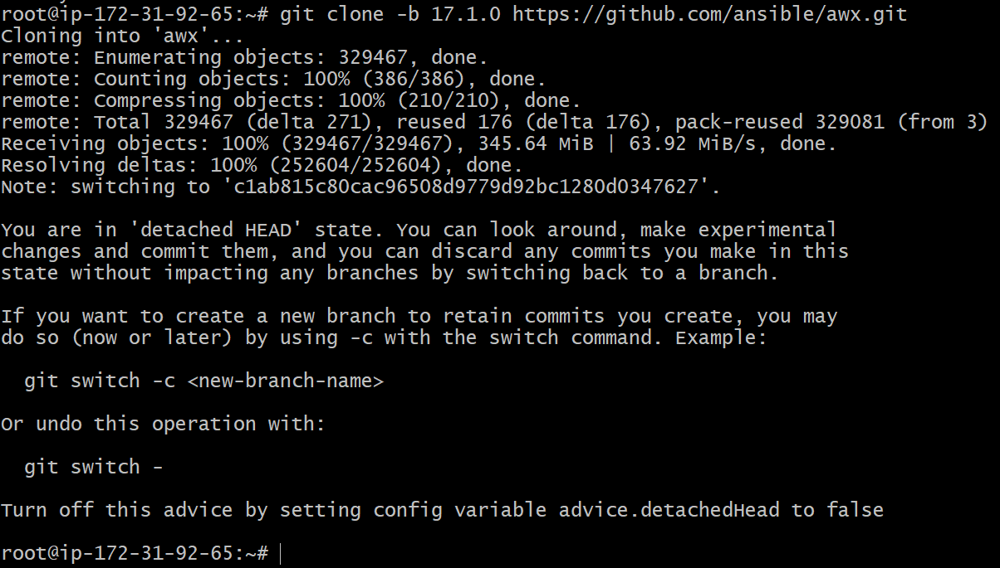 root@ip-172-31-92-65:~# git clone -b 17.1.0 https://github.com/ansible/awx.git
Cloning into 'awx'...
remote: Enumerating objects: 329467, done.
remote: Counting objects: 100% (386/386), done.
remote: Compressing objects: 100% (210/210), done.
remote: Total 329467 (delta 271), reused 176 (delta 176), pack-reused 329081 (from 3)
Receiving objects: 100% (329467/329467), 345.64 MiB | 63.92 MiB/s, done.
Resolving deltas: 100% (252604/252604), done.
Note: switching to 'c1ab815c80cac96508d9779d92bc1280d0347627'.

You are in 'detached HEAD' state. You can look around, make experimental
changes and commit them, and you can discard any commits you make in this
state without impacting any branches by switching back to a branch.

If you want to create a new branch to retain commits you create, you may
do so (now or later) by using -c with the switch command. Example:

  git switch -c <new-branch-name>

Or undo this operation with:

  git switch -

Turn off this advice by setting config variable advice.detachedHead to false

root@ip-172-31-92-65:~#